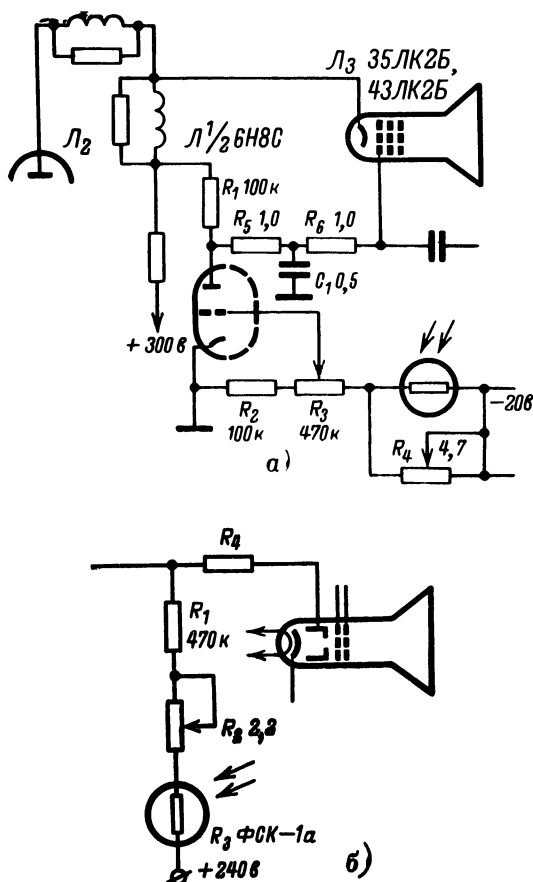 Л3 35ЛК2Б,
43ЛК2Б
Л2
Л 1/2 6Н8С
R1 100к
R5 1,0
R6 1,0
C1 0,5
+300в
R2
100к
R3
470к
-20в
R4 4,7
а)
R4
R1
470к
R2 2,2
R3 ФСК-1а
+240в
б)